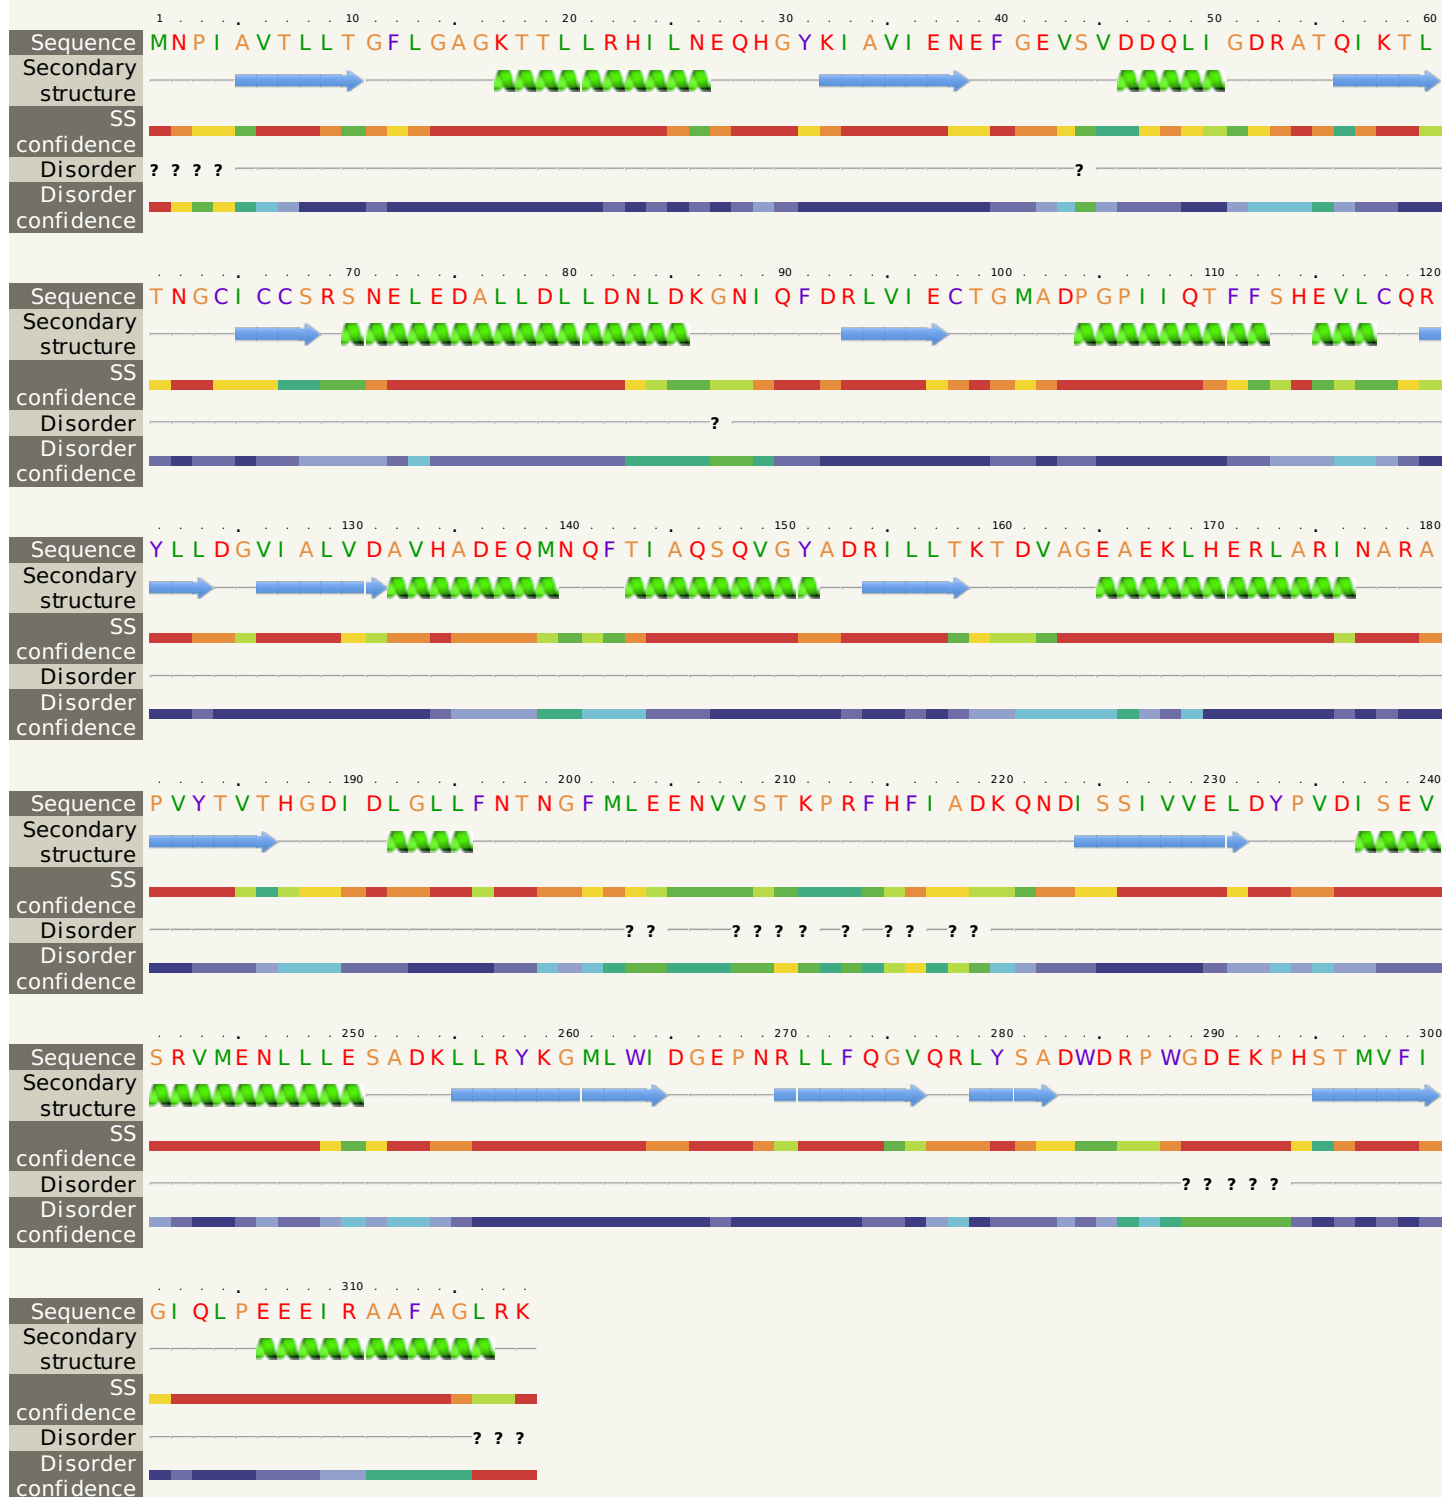 1 10 20 30 40 50 60
Sequence MNPIAVTLLTGFLGAGKTTLLRHILNEQHGYKIAVIENEFGEVSVDDQLIGDRATQIKTL
Secondary
structure
SS
confidence
Disorder ? ? ? ? ?
Disorder
confidence
70 80 90 100 110 120
Sequence TNGCICCSRSNELEDALLDLLDNLDKGNIQFDRLVIECTGMADPGPIIQTFFSHEVLCQR
Secondary
structure
SS
confidence
Disorder ?
Disorder
confidence
130 140 150 160 170 180
Sequence YLLDGVIALVDAVHADEQMNQFTIAQSQVGYADRILLTKTDVAGEAEKLHERLARINARA
Secondary
structure
SS
confidence
Disorder
Disorder
confidence
190 200 210 220 230 240
Sequence PVYTVTHGDIDLGLLFNTNGFMLEENVVSTKPRFHFIADKQNDISSIVVELDYPVDISEV
Secondary
structure
SS
confidence
Disorder ? ? ? ? ? ? ? ? ? ? ?
Disorder
confidence
250 260 270 280 290 300
Sequence SRVMENLLLESADKLLRYKGMLWIDGEPNRLLFQGVQRLYSADWDRPWGDEKPHSTMVFI
Secondary
structure
SS
confidence
Disorder ? ? ? ? ?
Disorder
confidence
310
Sequence GIQLPEEEIRAAFAGLRK
Secondary
structure
SS
confidence
Disorder ? ? ?
Disorder
confidence